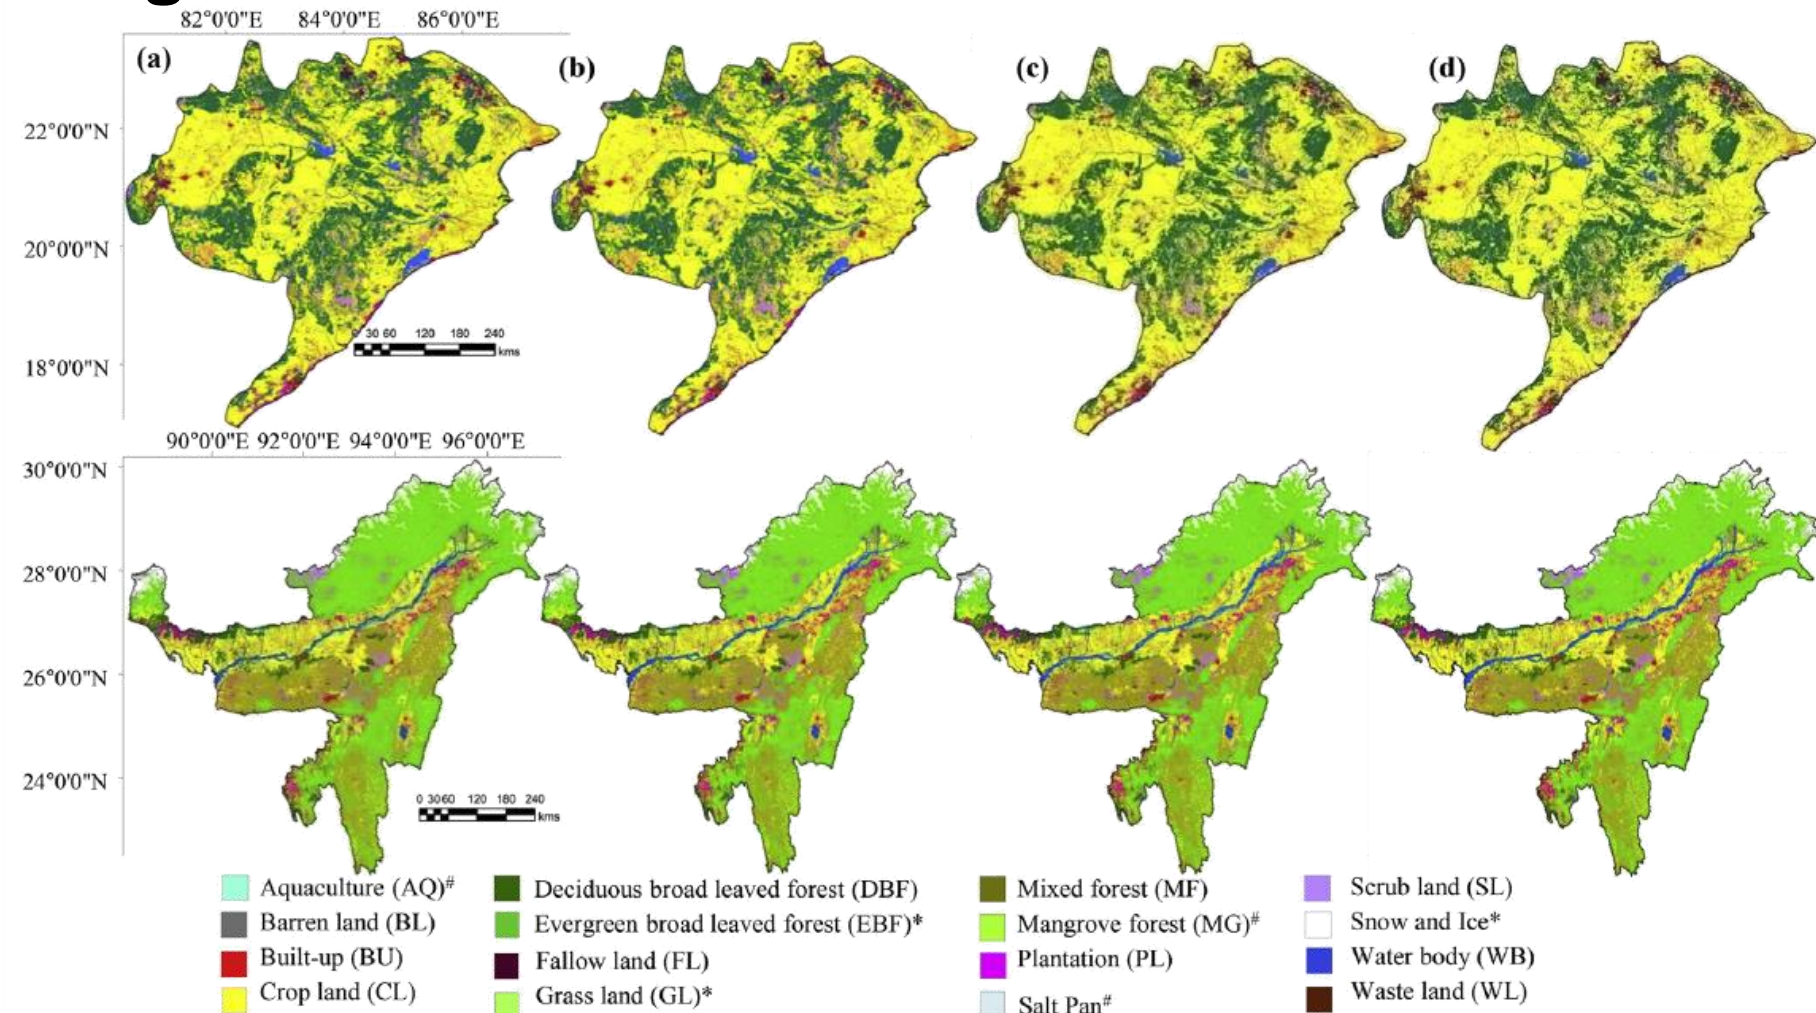 82°0'0"E 84°0'0"E 86°0'0"E
(a) (b) (c) (d)
22°0'0"N
20°0'0"N
30 60 120 180 240
kms
18°0'0"N
90°0'0"E 92°0'0"E 94°0'0"E 96°0'0"E
30°0'0"N
28°0'0"N
26°0'0"N
24°0'0"N
0 30 60 120 180 240
kms
Aquaculture (AQ)# Deciduous broad leaved forest (DBF) Mixed forest (MF) Scrub land (SL)
Barren land (BL) Evergreen broad leaved forest (EBF)* Mangrove forest (MG)# Snow and Ice*
Built-up (BU) Fallow land (FL) Plantation (PL) Water body (WB)
Crop land (CL) Grass land (GL)* Salt Pan# Waste land (WL)